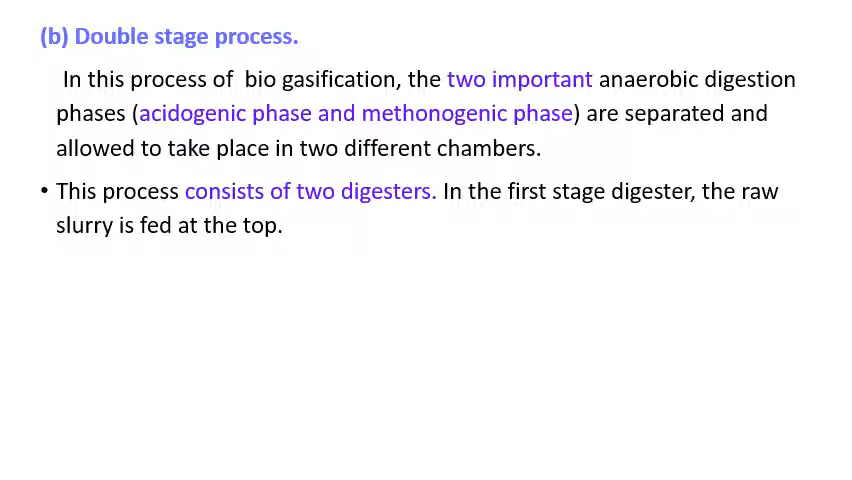 (b) Double stage process.
In this process of  bio gasification, the two important anaerobic digestion
phases (acidogenic phase and methonogenic phase) are separated and
allowed to take place in two different chambers.
• This process consists of two digesters. In the first stage digester, the raw
slurry is fed at the top.